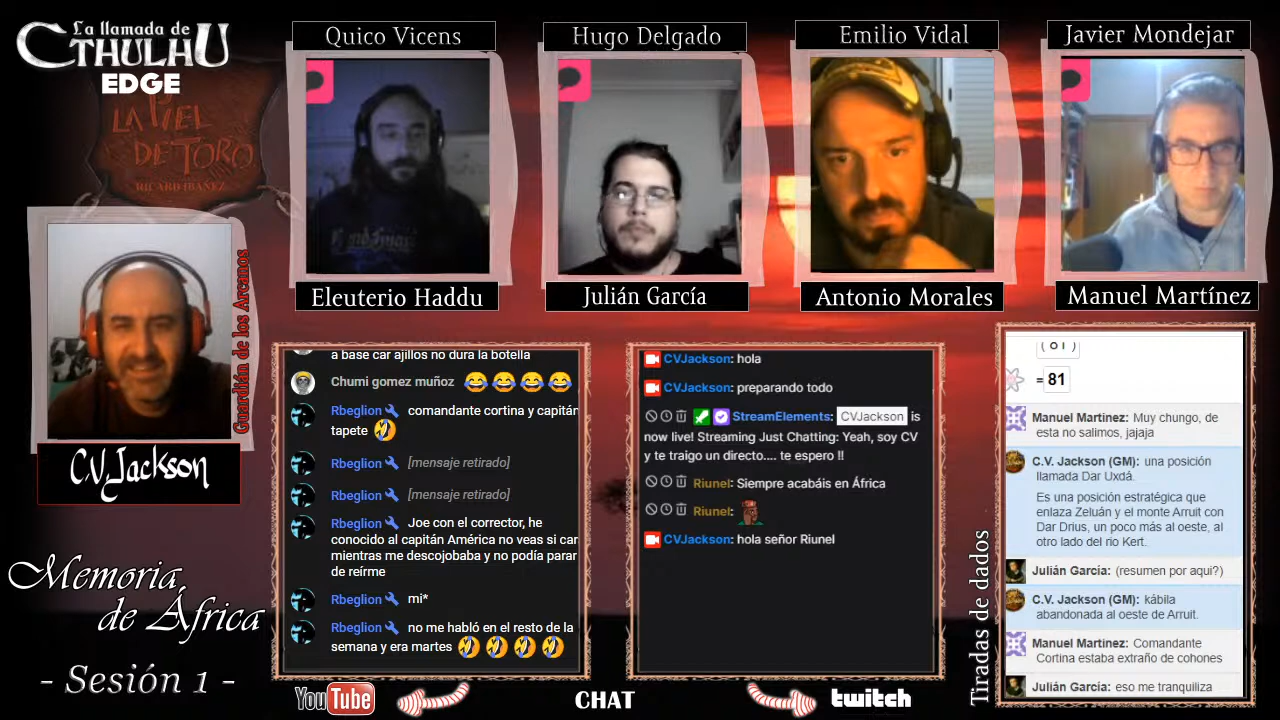 La llamada de
CTHULHU
EDGE
LA PIEL
DE TORO
RICARD IBÁÑEZ
Quico Vicens
Hugo Delgado
Emilio Vidal
Javier Mondejar
Eleuterio Haddu
Julián García
Antonio Morales
Manuel Martínez
Guardián de los Arcanos
CV.Jackson
Memoria
de África
- Sesión 1 -
a base car ajillos no dura la botella
Chumi gomez muñoz 😂😂😂😂
Rbeglion comandante cortina y capitán
tapete 🤣
Rbeglion [mensaje retirado]
Rbeglion [mensaje retirado]
Rbeglion Joe con el corrector, he
conocido al capitán América no veas si car
mientras me descojobaba y no podía parar
de reírme
Rbeglion mi*
Rbeglion no me habló en el resto de la
semana y era martes 🤣🤣🤣🤣
CVJackson: hola
CVJackson: preparando todo
StreamElements: CVJackson is
now live! Streaming Just Chatting: Yeah, soy CV
y te traigo un directo.... te espero !!
Riunel: Siempre acabáis en África
Riunel:
CVJackson: hola señor Riunel
YouTube
CHAT
twitch
Tiradas de dados
= 81
Manuel Martinez: Muy chungo, de
esta no salimos, jajaja
C.V. Jackson (GM): una posición
llamada Dar Uxdá.
Es una posición estratégica que
enlaza Zeluán y el monte Arruit con
Dar Drius, un poco más al oeste, al
otro lado del rio Kert.
Julián García: (resumen por aqui?)
C.V. Jackson (GM): kábila
abandonada al oeste de Arruit.
Manuel Martinez: Comandante
Cortina estaba extraño de cohones
Julián García: eso me tranquiliza